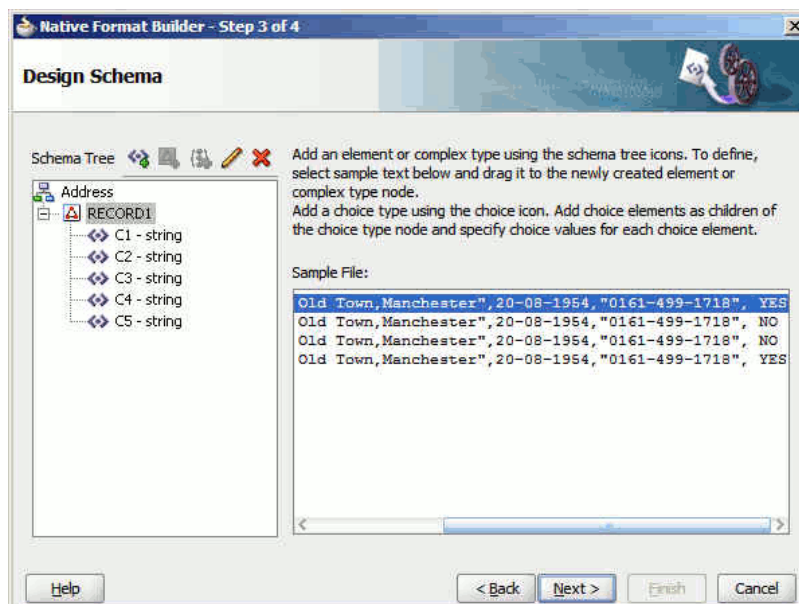 Native Format Builder - Step 3 of 4
Design Schema
Schema Tree
Address
RECORD1
C1 - string
C2 - string
C3 - string
C4 - string
C5 - string
Add an element or complex type using the schema tree icons. To define,
select sample text below and drag it to the newly created element or
complex type node.
Add a choice type using the choice icon. Add choice elements as children of
the choice type node and specify choice values for each choice element.
Sample File:
Old Town,Manchester",20-08-1954,"0161-499-1718", YES
Old Town,Manchester",20-08-1954,"0161-499-1718", NO
Old Town,Manchester",20-08-1954,"0161-499-1718", NO
Old Town,Manchester",20-08-1954,"0161-499-1718", YES
Help
< Back
Next >
Finish
Cancel